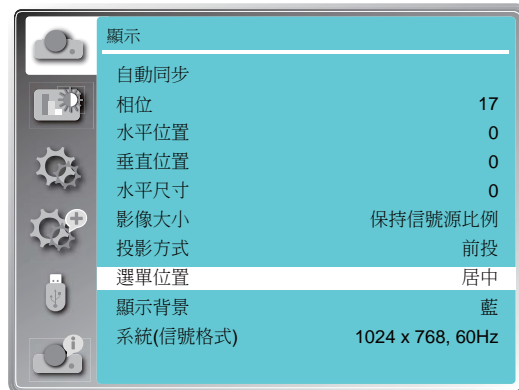 顯示
自動同步
相位 17
水平位置 0
垂直位置 0
水平尺寸 0
影像大小 保持信號源比例
投影方式 前投
選單位置 居中
顯示背景 藍
系統(信號格式) 1024 x 768, 60Hz